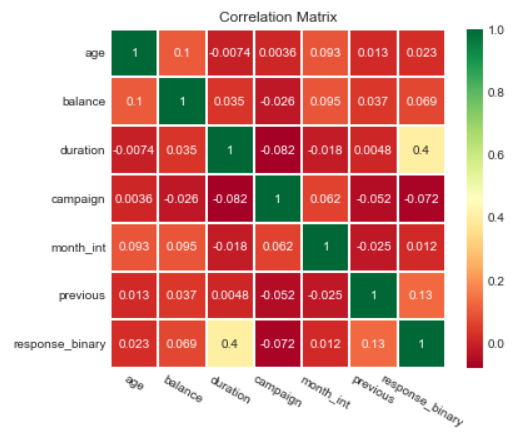 Correlation Matrix
age 1 0.1 -0.0074 0.0036 0.093 0.013 0.023
balance 0.1 1 0.035 -0.026 0.095 0.037 0.069
duration -0.0074 0.035 1 -0.082 -0.018 0.0048 0.4
campaign 0.0036 -0.026 -0.082 1 0.062 -0.052 -0.072
month_int 0.093 0.095 -0.018 0.062 1 -0.025 0.012
previous 0.013 0.037 0.0048 -0.052 -0.025 1 0.13
response_binary 0.023 0.069 0.4 -0.072 0.012 0.13 1
age balance duration campaign month_int previous response_binary
1.0
0.8
0.6
0.4
0.2
0.0